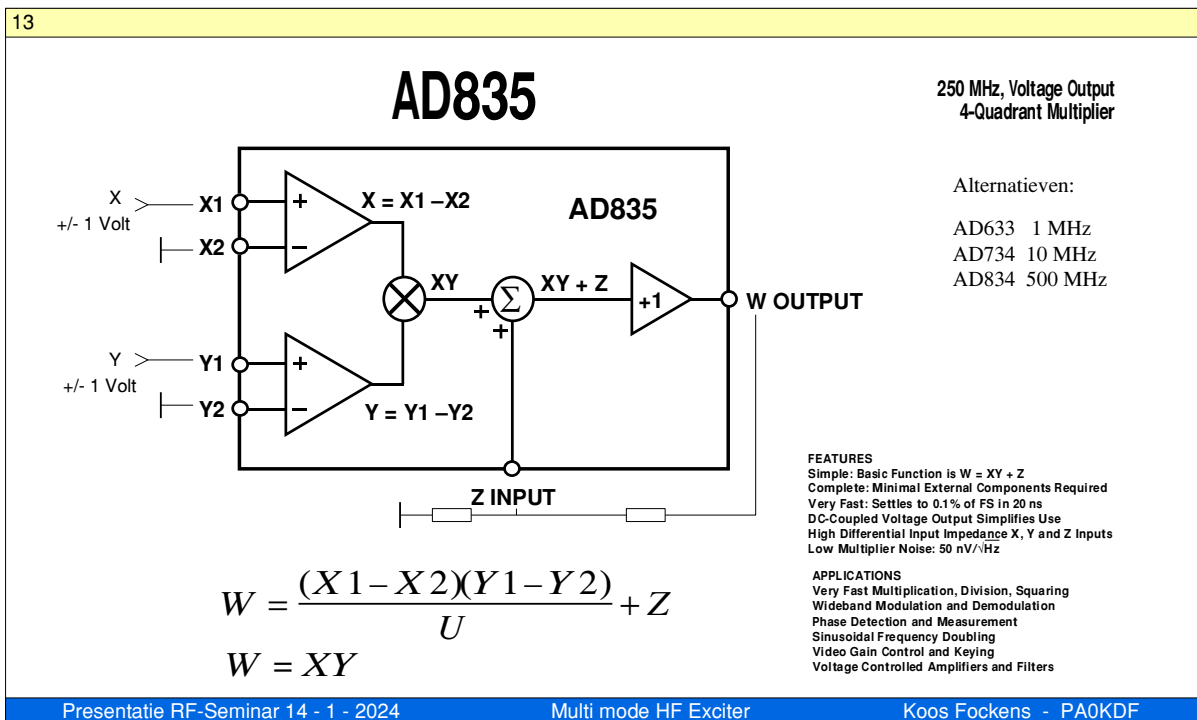 13
AD835
250 MHz, Voltage Output
4-Quadrant Multiplier
Alternatieven:
AD633 1 MHz
AD734 10 MHz
AD834 500 MHz
X
+/- 1 Volt
X1
X2
+
−
X = X1 –X2
AD835
XY
Σ
+
+
XY + Z
+1
W OUTPUT
Y
+/- 1 Volt
Y1
Y2
+
−
Y = Y1 –Y2
Z INPUT
FEATURES
Simple: Basic Function is W = XY + Z
Complete: Minimal External Components Required
Very Fast: Settles to 0.1% of FS in 20 ns
DC-Coupled Voltage Output Simplifies Use
High Differential Input Impedance X, Y and Z Inputs
Low Multiplier Noise: 50 nV/√Hz
APPLICATIONS
Very Fast Multiplication, Division, Squaring
Wideband Modulation and Demodulation
Phase Detection and Measurement
Sinusoidal Frequency Doubling
Video Gain Control and Keying
Voltage Controlled Amplifiers and Filters
W = (X1−X2)(Y1−Y2)/U + Z
W = XY
Presentatie RF-Seminar 14 - 1 - 2024 Multi mode HF Exciter Koos Fockens - PA0KDF